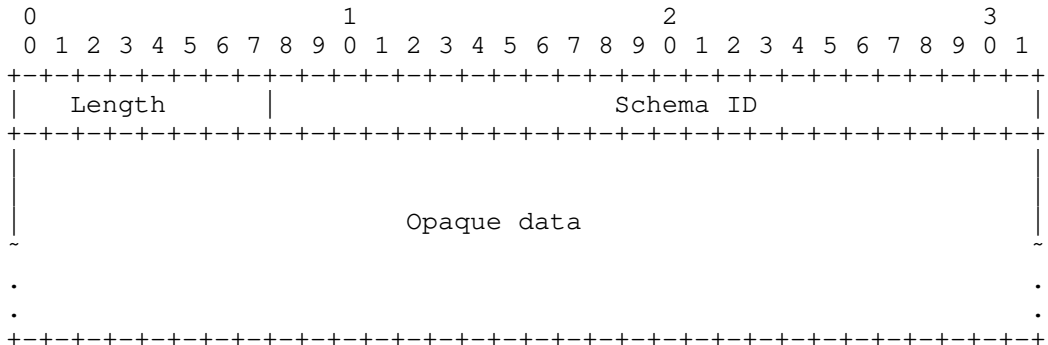 0                   1                   2                   3
0 1 2 3 4 5 6 7 8 9 0 1 2 3 4 5 6 7 8 9 0 1 2 3 4 5 6 7 8 9 0 1
+-+-+-+-+-+-+-+-+-+-+-+-+-+-+-+-+-+-+-+-+-+-+-+-+-+-+-+-+-+-+-+-+
|   Length      |                     Schema ID                 |
+-+-+-+-+-+-+-+-+-+-+-+-+-+-+-+-+-+-+-+-+-+-+-+-+-+-+-+-+-+-+-+-+
|                                                               |
|                                                               |
|                        Opaque data                            |
~                                                               ~
.                                                               .
.                                                               .
+-+-+-+-+-+-+-+-+-+-+-+-+-+-+-+-+-+-+-+-+-+-+-+-+-+-+-+-+-+-+-+-+